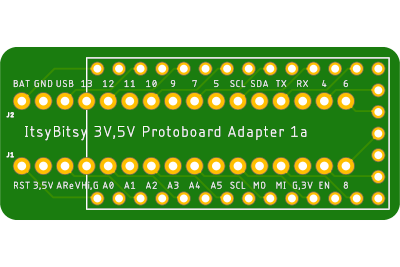 BAT GND USB 13 12 11 10 9 7 5 SCL SDA TX RX 4 6
J2
ItsyBitsy 3V,5V Protoboard Adapter 1a
J1
RST 3,5V AReVHi,G A0 A1 A2 A3 A4 A5 SCL MO MI G,3V EN 8